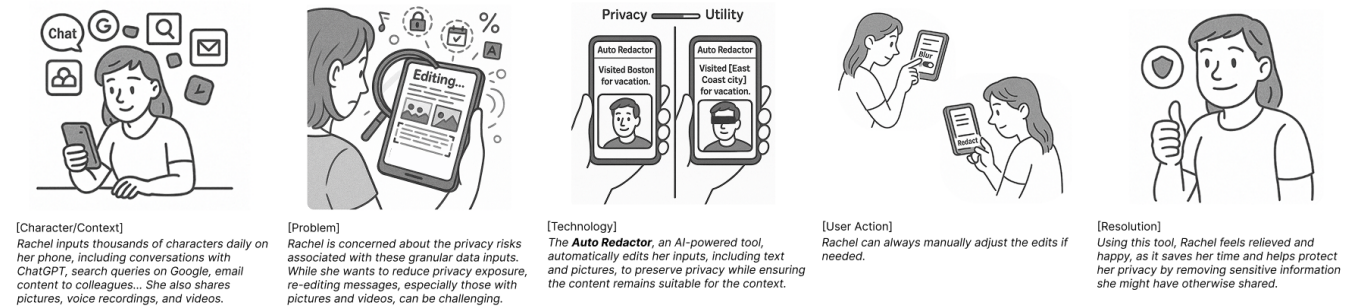 Chat
G
Editing...
%
A
Privacy Utility
Auto Redactor
Visited Boston
for vacation.
Auto Redactor
Visited [East
Coast city]
for vacation.
Blur
Redact
[Character/Context]
Rachel inputs thousands of characters daily on
her phone, including conversations with
ChatGPT, search queries on Google, email
content to colleagues... She also shares
pictures, voice recordings, and videos.
[Problem]
Rachel is concerned about the privacy risks
associated with these granular data inputs.
While she wants to reduce privacy exposure,
re-editing messages, especially those with
pictures and videos, can be challenging.
[Technology]
The Auto Redactor, an AI-powered tool,
automatically edits her inputs, including text
and pictures, to preserve privacy while ensuring
the content remains suitable for the context.
[User Action]
Rachel can always manually adjust the edits if
needed.
[Resolution]
Using this tool, Rachel feels relieved and
happy, as it saves her time and helps protect
her privacy by removing sensitive information
she might have otherwise shared.